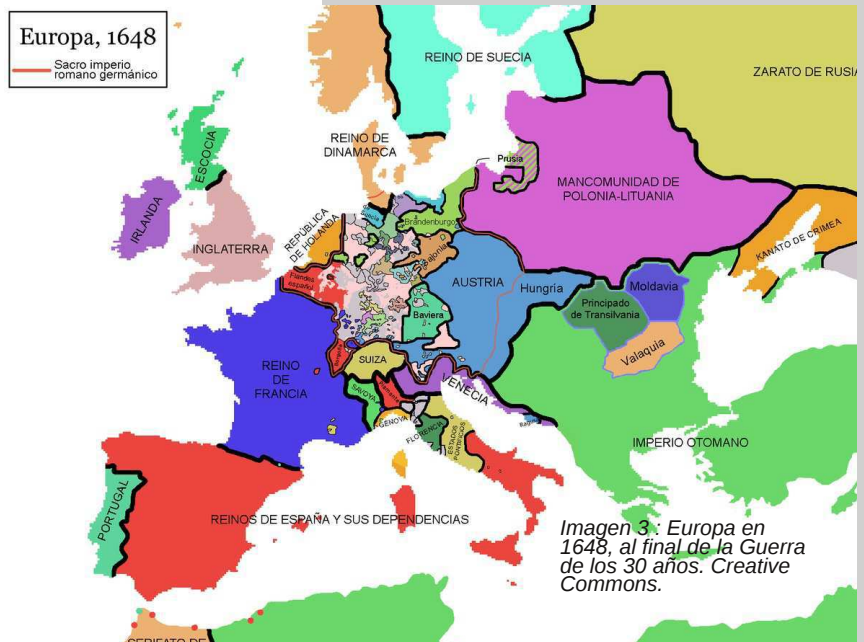 Europa, 1648
Sacro imperio
romano germánico
REINO DE SUECIA
ZARATO DE RUSIA
ESCOCIA
REINO DE
DINAMARCA
Prusia
MANCOMUNIDAD DE
POLONIA-LITUANIA
IRLANDA
INGLATERRA
REPÚBLICA
DE HOLANDA
Suecia
Brandenburgo
Sajonia
KANATO DE CRIMEA
Flandes
español
AUSTRIA
Hungría
Moldavia
Principado
de Transilvania
Baviera
Valaquia
REINO
DE
FRANCIA
SUIZA
SAVOYA
VENECIA
GENOVA
FLORENCIA
ESTADOS
PONTIFICIOS
IMPERIO OTOMANO
PORTUGAL
REINOS DE ESPAÑA Y SUS DEPENDENCIAS
Imagen 3 : Europa en
1648, al final de la Guerra
de los 30 años. Creative
Commons.